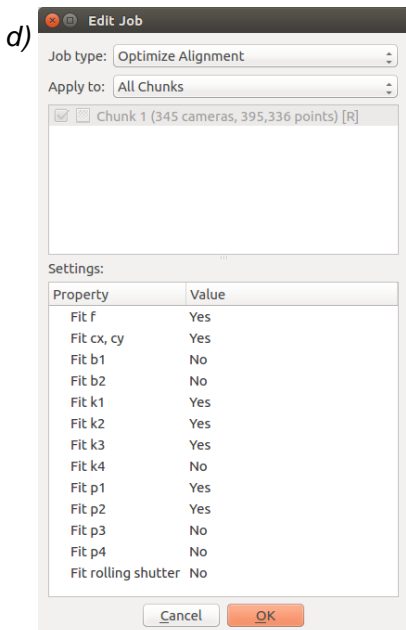 d)
Edit Job
Job type: Optimize Alignment
Apply to: All Chunks
Chunk 1 (345 cameras, 395,336 points) [R]
Settings:
Property Value
Fit f Yes
Fit cx, cy Yes
Fit b1 No
Fit b2 No
Fit k1 Yes
Fit k2 Yes
Fit k3 Yes
Fit k4 No
Fit p1 Yes
Fit p2 Yes
Fit p3 No
Fit p4 No
Fit rolling shutter No
Cancel OK